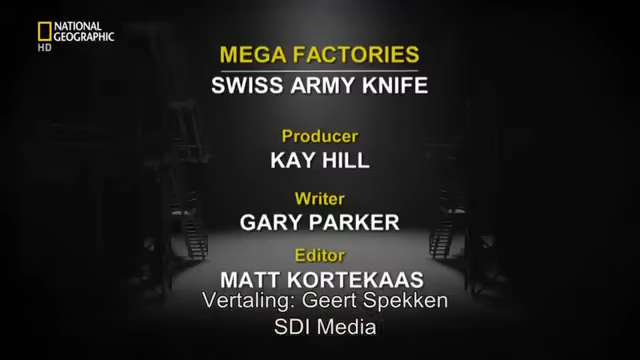 NATIONAL
GEOGRAPHIC
HD
MEGA FACTORIES
SWISS ARMY KNIFE
Producer
KAY HILL
Writer
GARY PARKER
Editor
MATT KORTEKAAS
Vertaling: Geert Spekken
SDI Media